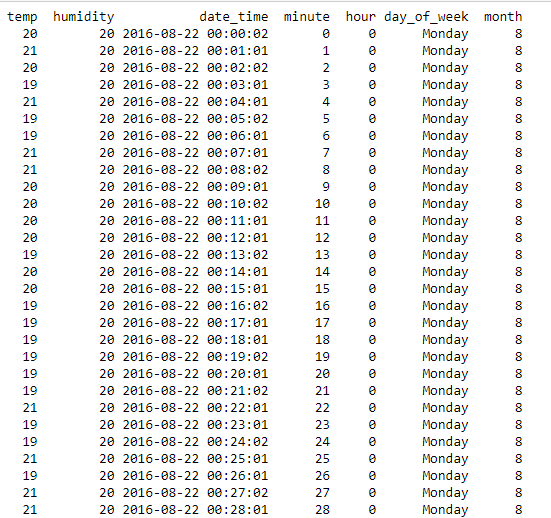 temp humidity date_time minute hour day_of_week month
20 20 2016-08-22 00:00:02 0 0 Monday 8
21 20 2016-08-22 00:01:01 1 0 Monday 8
20 20 2016-08-22 00:02:02 2 0 Monday 8
19 20 2016-08-22 00:03:01 3 0 Monday 8
21 20 2016-08-22 00:04:01 4 0 Monday 8
19 20 2016-08-22 00:05:02 5 0 Monday 8
19 20 2016-08-22 00:06:01 6 0 Monday 8
21 20 2016-08-22 00:07:01 7 0 Monday 8
21 20 2016-08-22 00:08:02 8 0 Monday 8
20 20 2016-08-22 00:09:01 9 0 Monday 8
20 20 2016-08-22 00:10:02 10 0 Monday 8
20 20 2016-08-22 00:11:01 11 0 Monday 8
20 20 2016-08-22 00:12:01 12 0 Monday 8
19 20 2016-08-22 00:13:02 13 0 Monday 8
20 20 2016-08-22 00:14:01 14 0 Monday 8
20 20 2016-08-22 00:15:01 15 0 Monday 8
19 20 2016-08-22 00:16:02 16 0 Monday 8
19 20 2016-08-22 00:17:01 17 0 Monday 8
19 20 2016-08-22 00:18:01 18 0 Monday 8
19 20 2016-08-22 00:19:02 19 0 Monday 8
19 20 2016-08-22 00:20:01 20 0 Monday 8
19 20 2016-08-22 00:21:02 21 0 Monday 8
21 20 2016-08-22 00:22:01 22 0 Monday 8
19 20 2016-08-22 00:23:01 23 0 Monday 8
19 20 2016-08-22 00:24:02 24 0 Monday 8
21 20 2016-08-22 00:25:01 25 0 Monday 8
19 20 2016-08-22 00:26:01 26 0 Monday 8
21 20 2016-08-22 00:27:02 27 0 Monday 8
21 20 2016-08-22 00:28:01 28 0 Monday 8